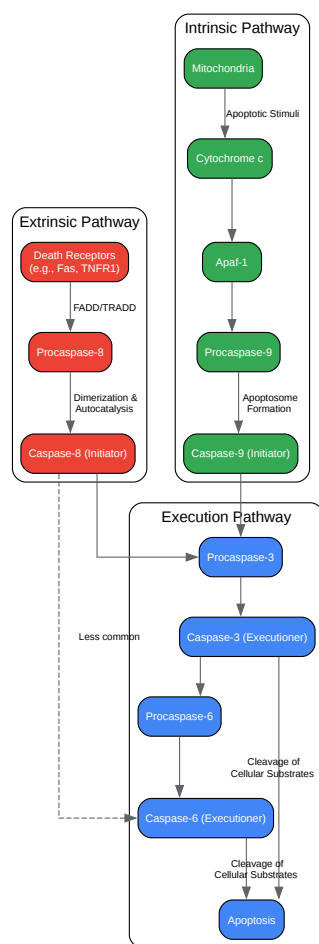 Intrinsic Pathway
Mitochondria
Apoptotic Stimuli
Cytochrome c
Apaf-1
Procaspase-9
Apoptosome
Formation
Caspase-9 (Initiator)
Extrinsic Pathway
Death Receptors
(e.g., Fas, TNFR1)
FADD/TRADD
Procaspase-8
Dimerization &
Autocatalysis
Caspase-8 (Initiator)
Execution Pathway
Procaspase-3
Caspase-3 (Executioner)
Less common
Procaspase-6
Cleavage of
Cellular Substrates
Caspase-6 (Executioner)
Cleavage of
Cellular Substrates
Apoptosis